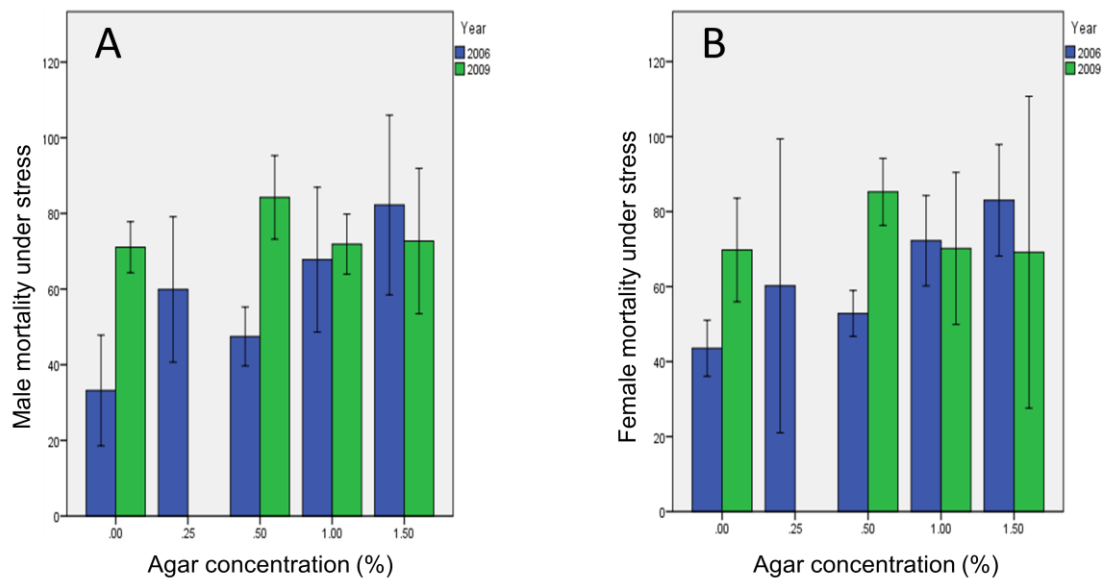 A
Year
2006
2009
120
100
80
60
40
20
0
Male mortality under stress
.00 .25 .50 1.00 1.50
Agar concentration (%)
B
Year
2006
2009
120
100
80
60
40
20
0
Female mortality under stress
.00 .25 .50 1.00 1.50
Agar concentration (%)